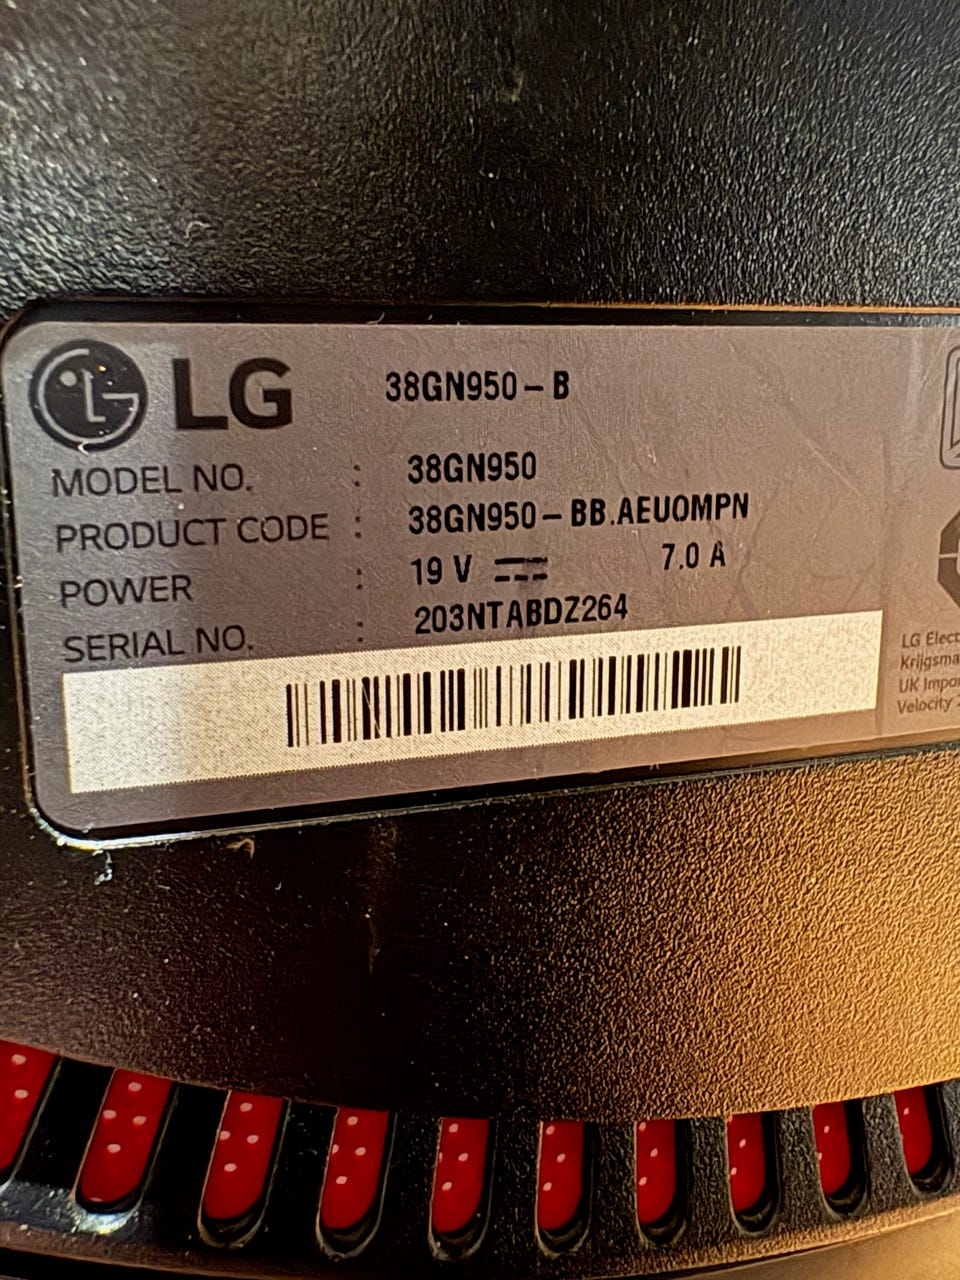 LG 38GN950-B
MODEL NO. : 38GN950
PRODUCT CODE : 38GN950-BB.AEUOMPN
POWER : 19 V 7.0 A
SERIAL NO. : 203NTABDZ264
LG Elect
Krijgsma
UK Impo
Velocity